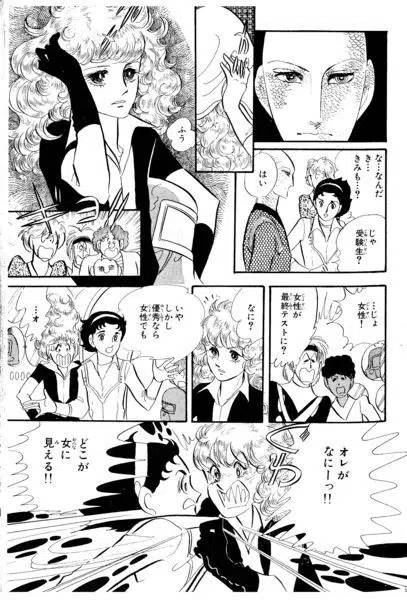 な…なんだ
き…
きみも…?
じゃ
受験生?
はい
ふぅ
…じょ
女性!
女性が
最終テストに?
なに?
いや
しかし
優秀なら
女性でも
…オ
オレが
なにーっ!!
どこが
女に
見える!!